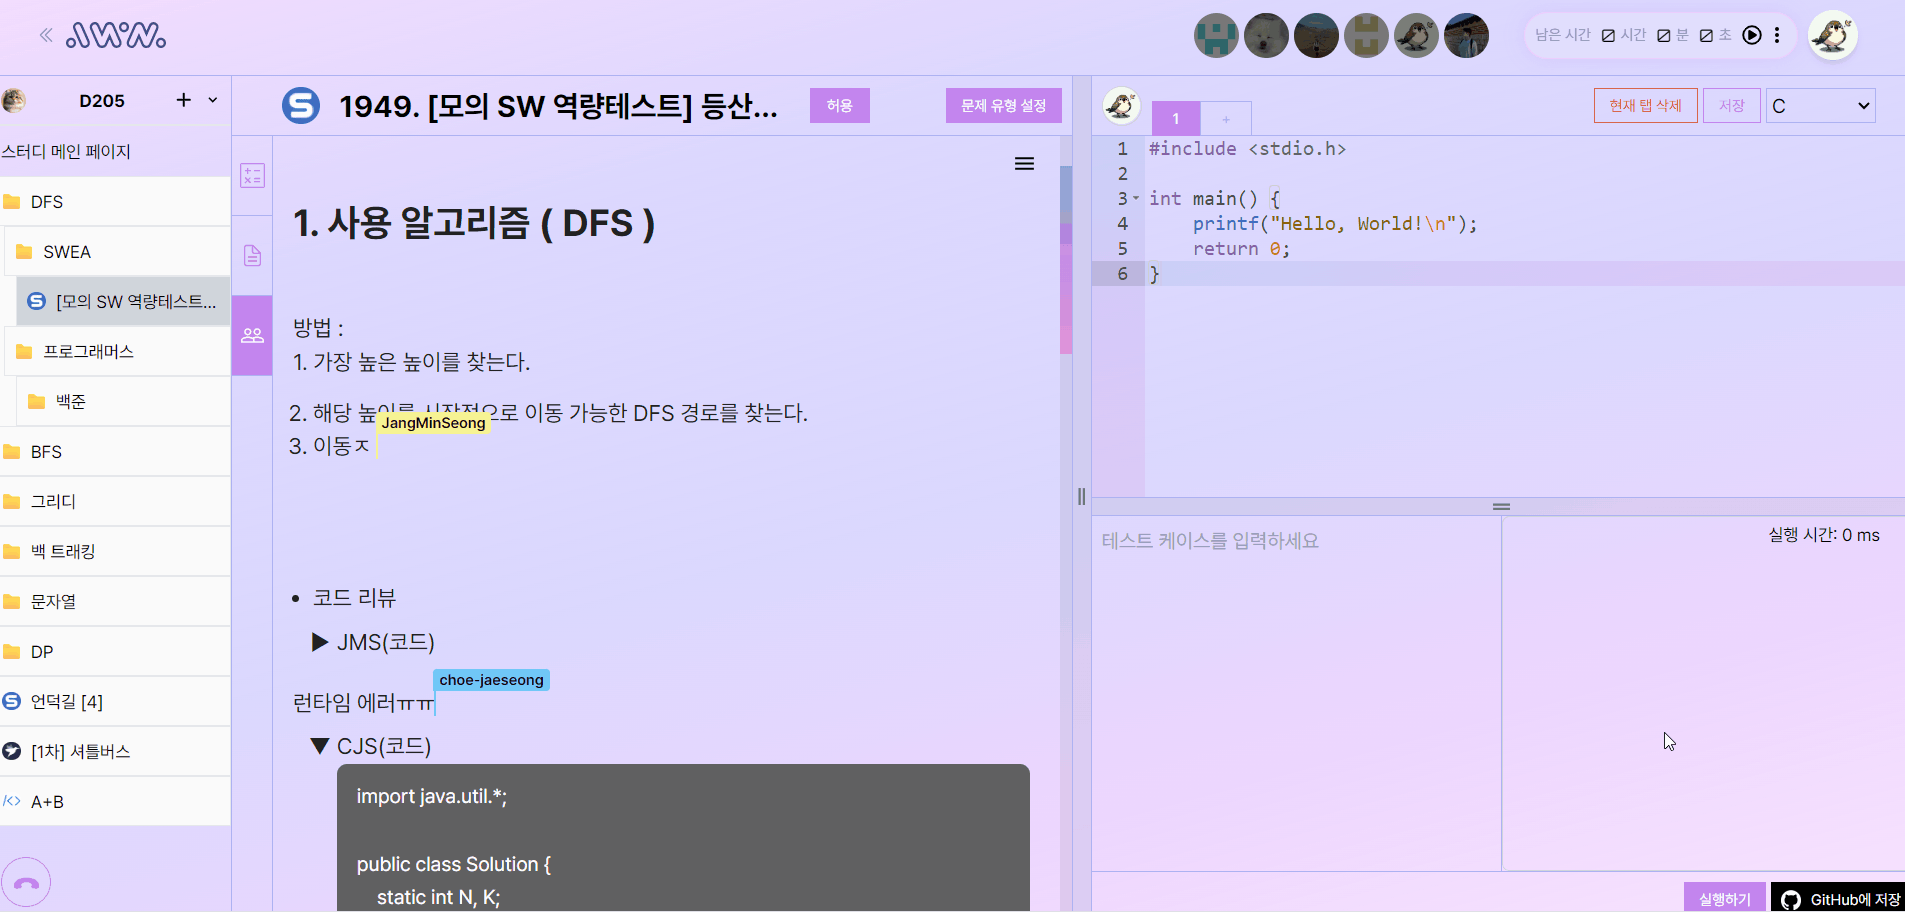 남은 시간 시간 분 초
D205
스터디 메인 페이지
DFS
SWEA
[모의 SW 역량테스트...
프로그래머스
백준
BFS
그리디
백 트래킹
문자열
DP
언덕길 [4]
[1차] 셔틀버스
A+B
1949. [모의 SW 역량테스트] 등산...
허용
문제 유형 설정
1. 사용 알고리즘 ( DFS )
방법 :
1. 가장 높은 높이를 찾는다.
2. 해당 높이를 시작점으로 이동 가능한 DFS 경로를 찾는다.
JangMinSeong
3. 이동ㅈ
코드 리뷰
▶ JMS(코드)
choe-jaeseong
런타임 에러ㅠㅠ
▼ CJS(코드)
import java.util.*;
public class Solution {
static int N, K;
1
+
현재 탭 삭제
저장
C
1 #include <stdio.h>
2
3 int main() {
4 printf("Hello, World!\n");
5 return 0;
6 }
테스트 케이스를 입력하세요
실행 시간: 0 ms
실행하기
GitHub에 저장